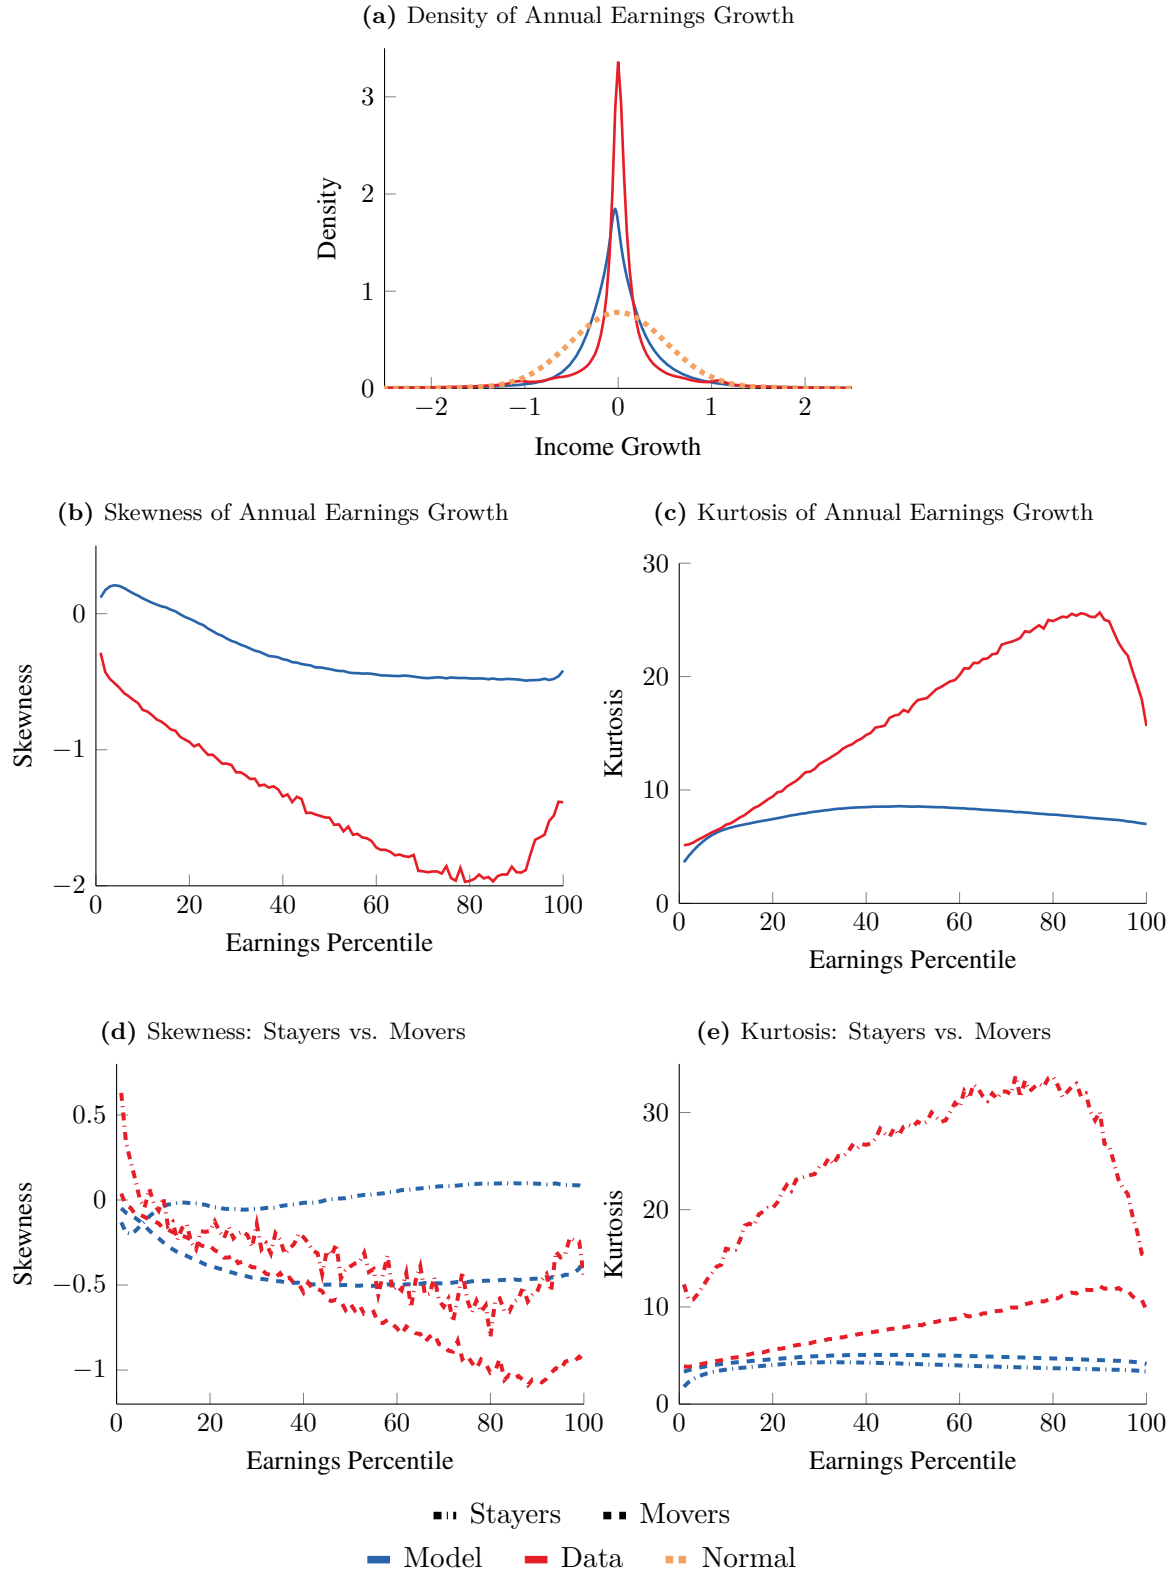 (a) Density of Annual Earnings Growth
3
2
1
0
Density
−2 −1 0 1 2
Income Growth
(b) Skewness of Annual Earnings Growth
0
−1
−2
Skewness
0 20 40 60 80 100
Earnings Percentile
(c) Kurtosis of Annual Earnings Growth
30
20
10
0
Kurtosis
0 20 40 60 80 100
Earnings Percentile
(d) Skewness: Stayers vs. Movers
0.5
0
−0.5
−1
Skewness
0 20 40 60 80 100
Earnings Percentile
(e) Kurtosis: Stayers vs. Movers
30
20
10
0
Kurtosis
0 20 40 60 80 100
Earnings Percentile
Stayers Movers
Model Data Normal